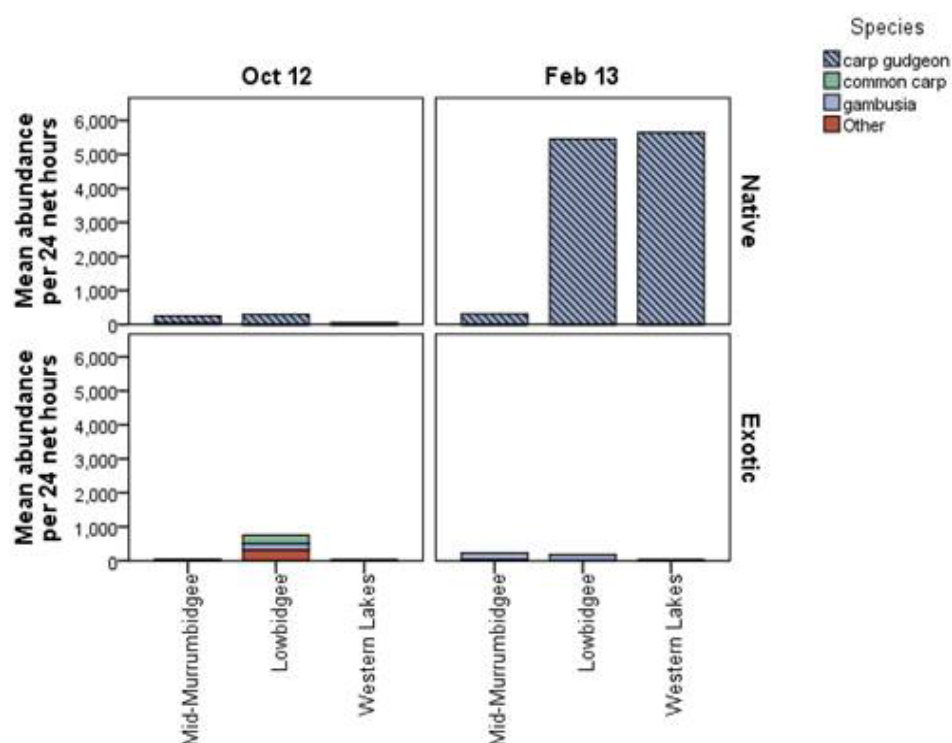 Species
carp gudgeon
common carp
gambusia
Other
Oct 12
Feb 13
Mean abundance
per 24 net hours
6,000
5,000
4,000
3,000
2,000
1,000
0
Native
Mean abundance
per 24 net hours
6,000
5,000
4,000
3,000
2,000
1,000
0
Exotic
Mid-Murrumbidgee
Lowbidgee
Western Lakes
Mid-Murrumbidgee
Lowbidgee
Western Lakes